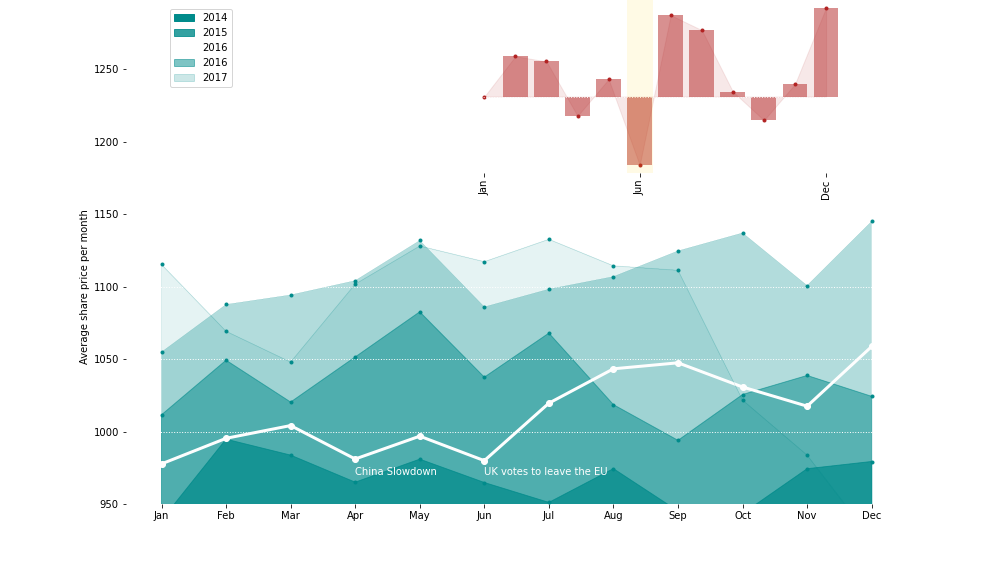 2014
2015
2016
2016
2017
1250
1200
1150
1100
1050
1000
950
Average share price per month
Jan
Jun
Dec
China Slowdown
UK votes to leave the EU
Jan Feb Mar Apr May Jun Jul Aug Sep Oct Nov Dec